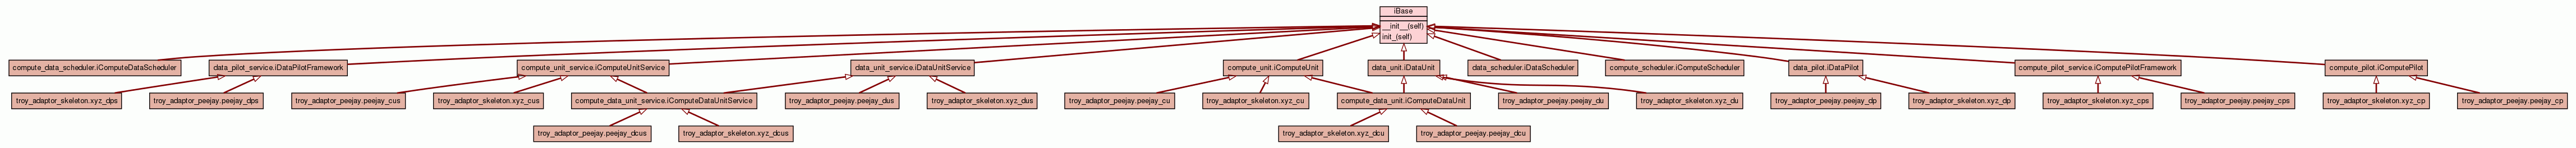 iBase
__init__(self)
init_(self)
compute_data_scheduler.iComputeDataScheduler
data_pilot_service.iDataPilotFramework
compute_unit_service.iComputeUnitService
data_unit_service.iDataUnitService
compute_unit.iComputeUnit
data_unit.iDataUnit
data_scheduler.iDataScheduler
compute_scheduler.iComputeScheduler
data_pilot.iDataPilot
compute_pilot_service.iComputePilotFramework
compute_pilot.iComputePilot
troy_adaptor_skeleton.xyz_dps
troy_adaptor_peejay.peejay_dps
troy_adaptor_peejay.peejay_cus
troy_adaptor_skeleton.xyz_cus
compute_data_unit_service.iComputeDataUnitService
troy_adaptor_peejay.peejay_dus
troy_adaptor_skeleton.xyz_dus
troy_adaptor_peejay.peejay_cu
troy_adaptor_skeleton.xyz_cu
compute_data_unit.iComputeDataUnit
troy_adaptor_peejay.peejay_du
troy_adaptor_skeleton.xyz_du
troy_adaptor_peejay.peejay_dp
troy_adaptor_skeleton.xyz_dp
troy_adaptor_skeleton.xyz_cps
troy_adaptor_peejay.peejay_cps
troy_adaptor_skeleton.xyz_cp
troy_adaptor_peejay.peejay_cp
troy_adaptor_peejay.peejay_dcus
troy_adaptor_skeleton.xyz_dcus
troy_adaptor_skeleton.xyz_dcu
troy_adaptor_peejay.peejay_dcu